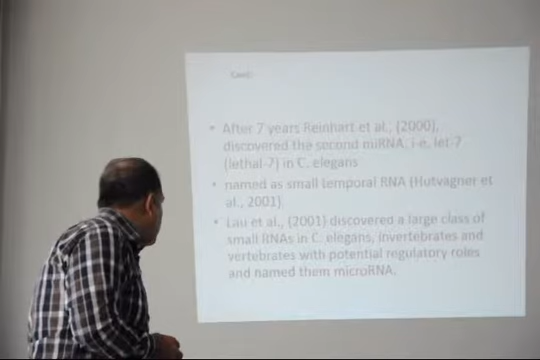 Cont:
• After 7 years Reinhart et al., (2000),
discovered the second miRNA, i-e, let-7
(lethal-7) in C. elegans
• named as small temporal RNA (Hutvagner et
al., 2001)
• Lau et al., (2001) discovered a large class of
small RNAs in C. elegans, invertebrates and
vertebrates with potential regulatory roles
and named them microRNA.